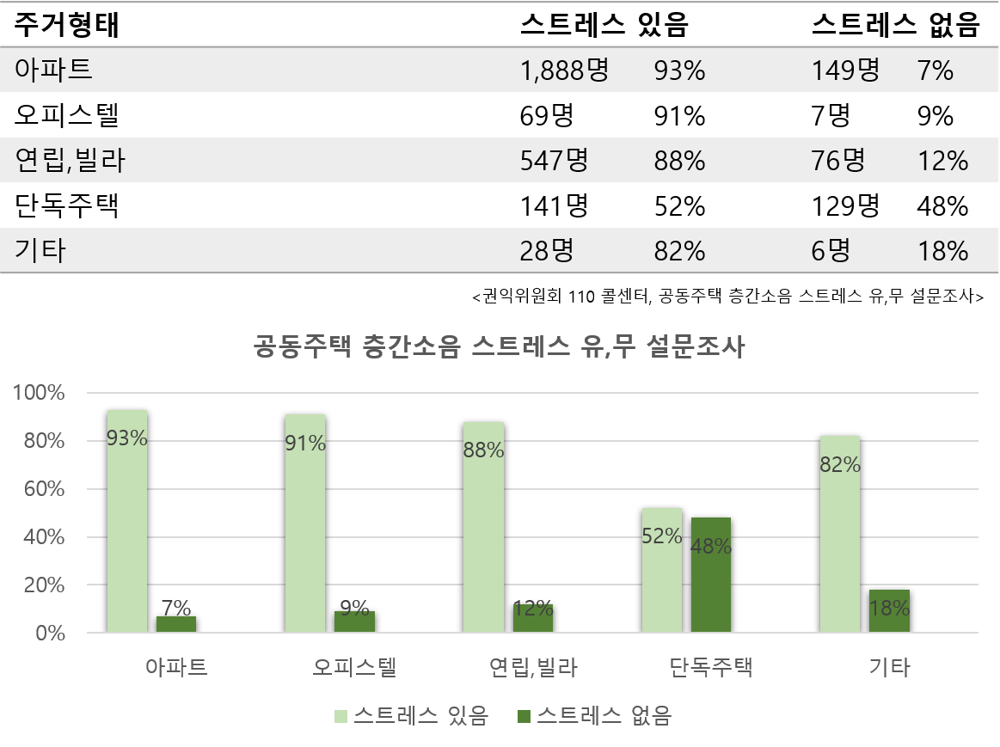 주거형태 스트레스 있음 스트레스 없음
아파트 1,888명 93% 149명 7%
오피스텔 69명 91% 7명 9%
연립,빌라 547명 88% 76명 12%
단독주택 141명 52% 129명 48%
기타 28명 82% 6명 18%
<권익위원회 110 콜센터, 공동주택 층간소음 스트레스 유,무 설문조사>
공동주택 층간소음 스트레스 유,무 설문조사
100%
80%
60%
40%
20%
0%
93% 7% 91% 9% 88% 12% 52% 48% 82% 18%
아파트 오피스텔 연립,빌라 단독주택 기타
스트레스 있음 스트레스 없음